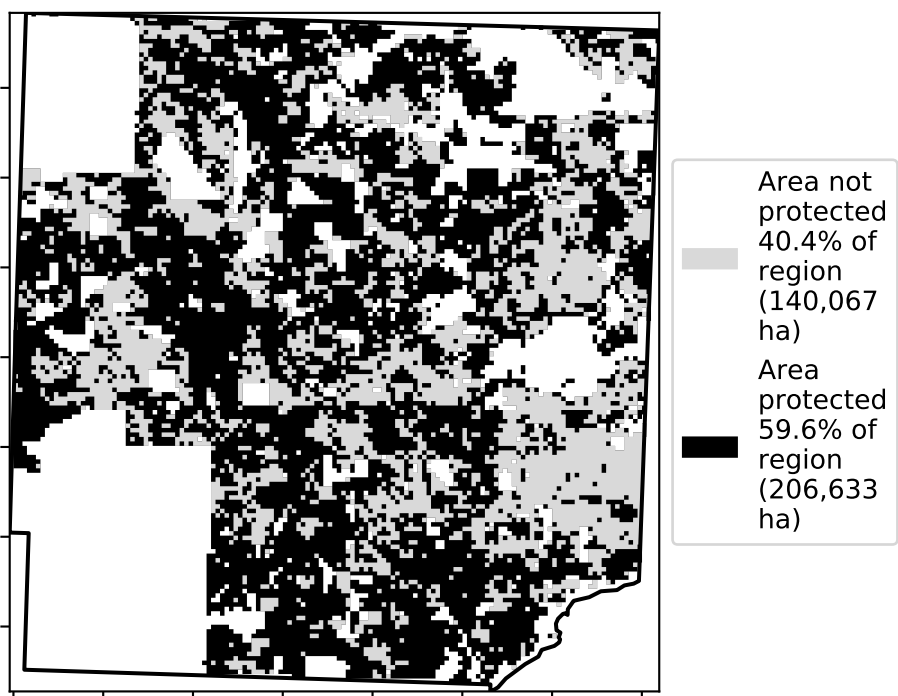 Area not
protected
40.4% of
region
(140,067
ha)
Area
protected
59.6% of
region
(206,633
ha)